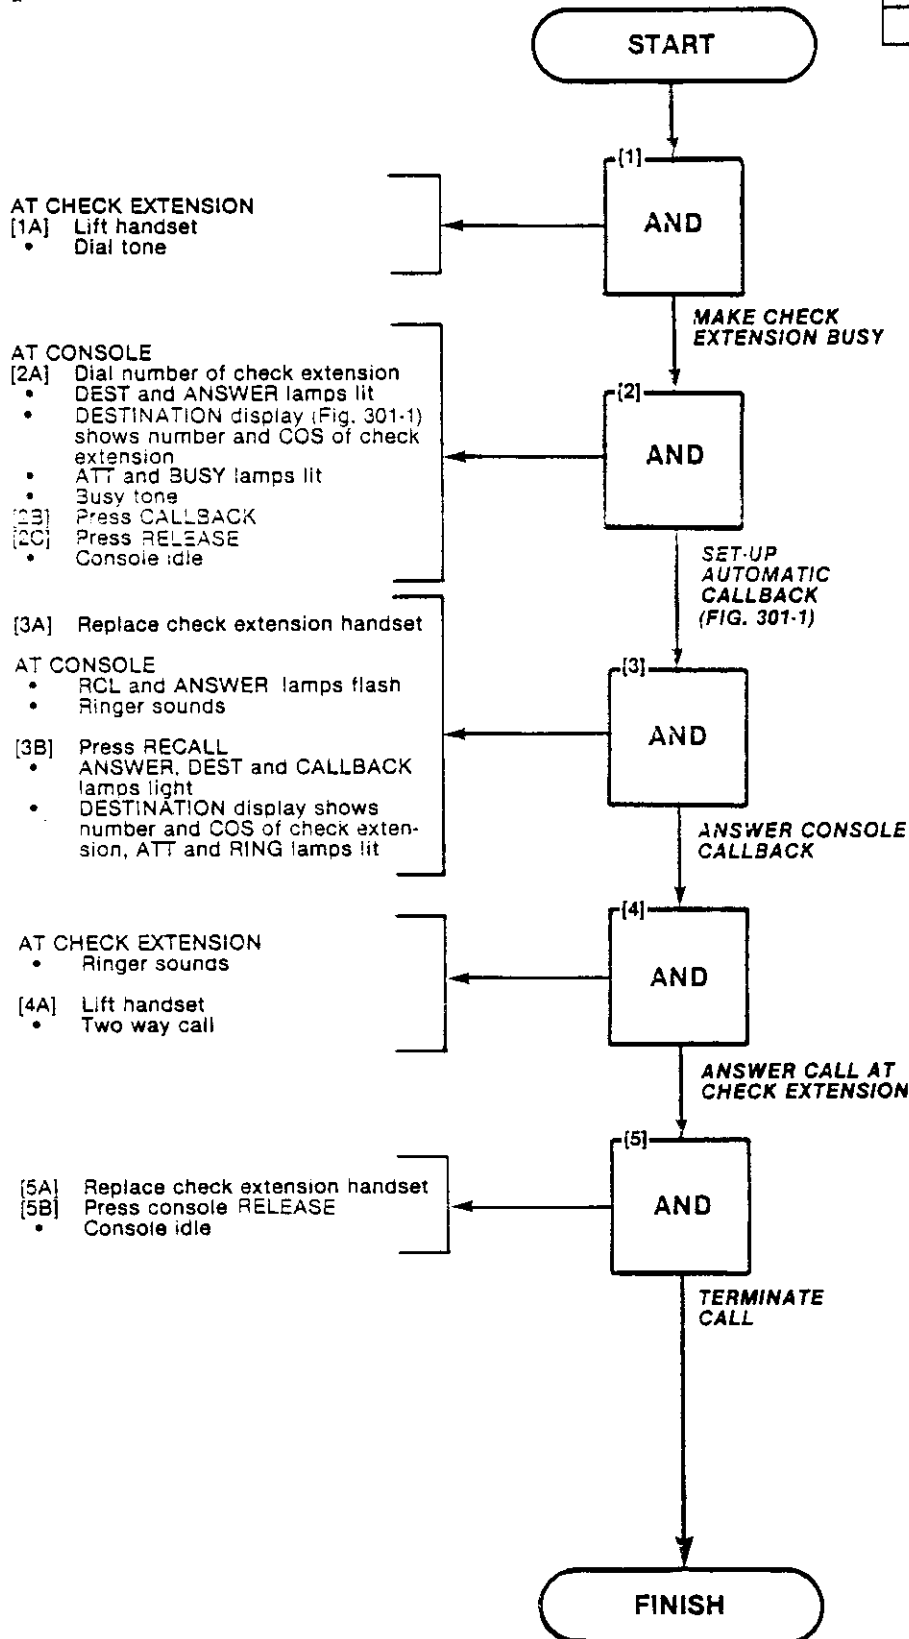 START
[1]
AND
AT CHECK EXTENSION
[1A] Lift handset
• Dial tone
MAKE CHECK
EXTENSION BUSY
[2]
AND
AT CONSOLE
[2A] Dial number of check extension
• DEST and ANSWER lamps lit
• DESTINATION display (Fig. 301-1)
shows number and COS of check
extension
• ATT and BUSY lamps lit
• Busy tone
[2B] Press CALLBACK
[2C] Press RELEASE
• Console idle
SET-UP
AUTOMATIC
CALLBACK
(FIG. 301-1)
[3]
AND
[3A] Replace check extension handset
AT CONSOLE
• RCL and ANSWER lamps flash
• Ringer sounds
[3B] Press RECALL
• ANSWER, DEST and CALLBACK
lamps light
• DESTINATION display shows
number and COS of check exten-
sion, ATT and RING lamps lit
ANSWER CONSOLE
CALLBACK
[4]
AND
AT CHECK EXTENSION
• Ringer sounds
[4A] Lift handset
• Two way call
ANSWER CALL AT
CHECK EXTENSION
[5]
AND
[5A] Replace check extension handset
[5B] Press console RELEASE
• Console idle
TERMINATE
CALL
FINISH